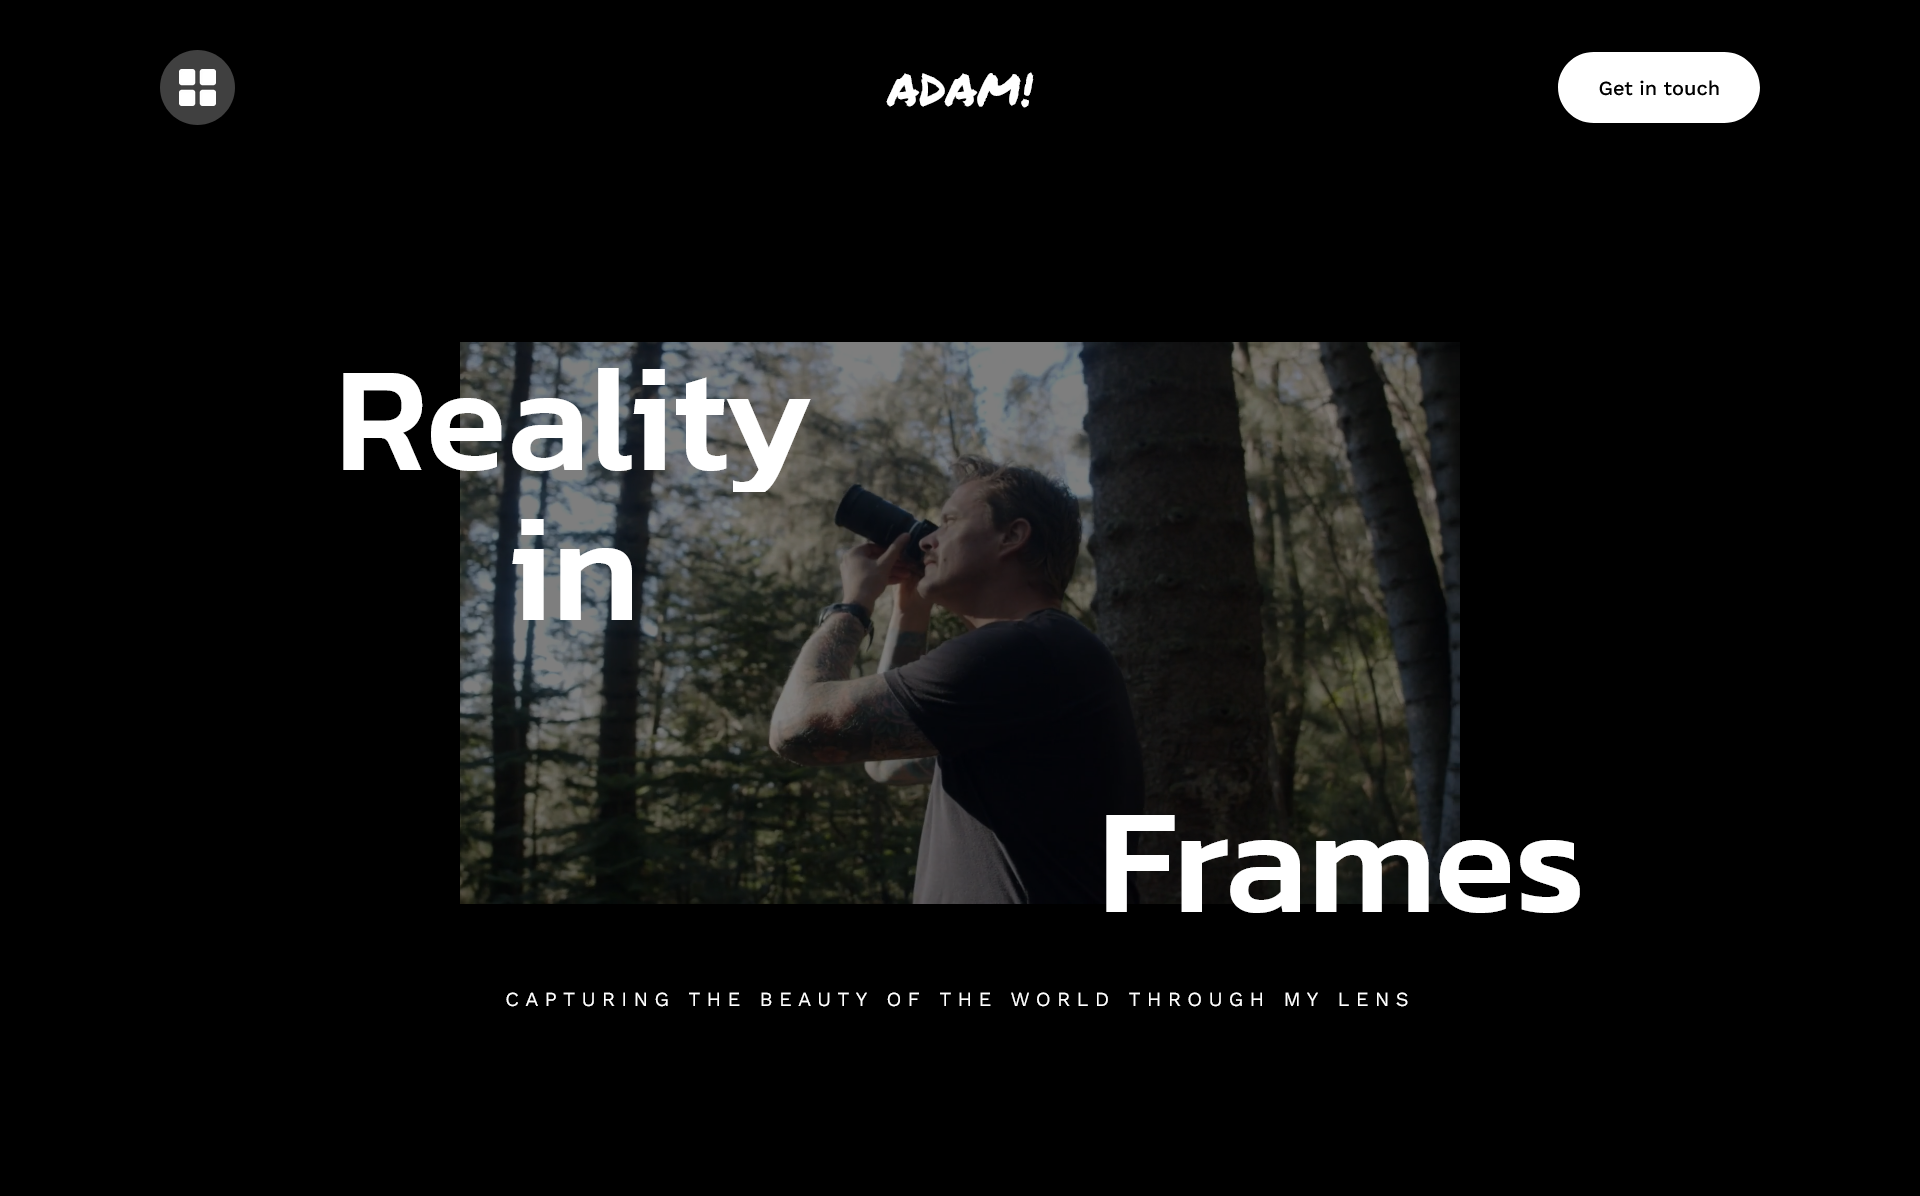 ADAM!
Get in touch
Reality
in
Frames
CAPTURING THE BEAUTY OF THE WORLD THROUGH MY LENS